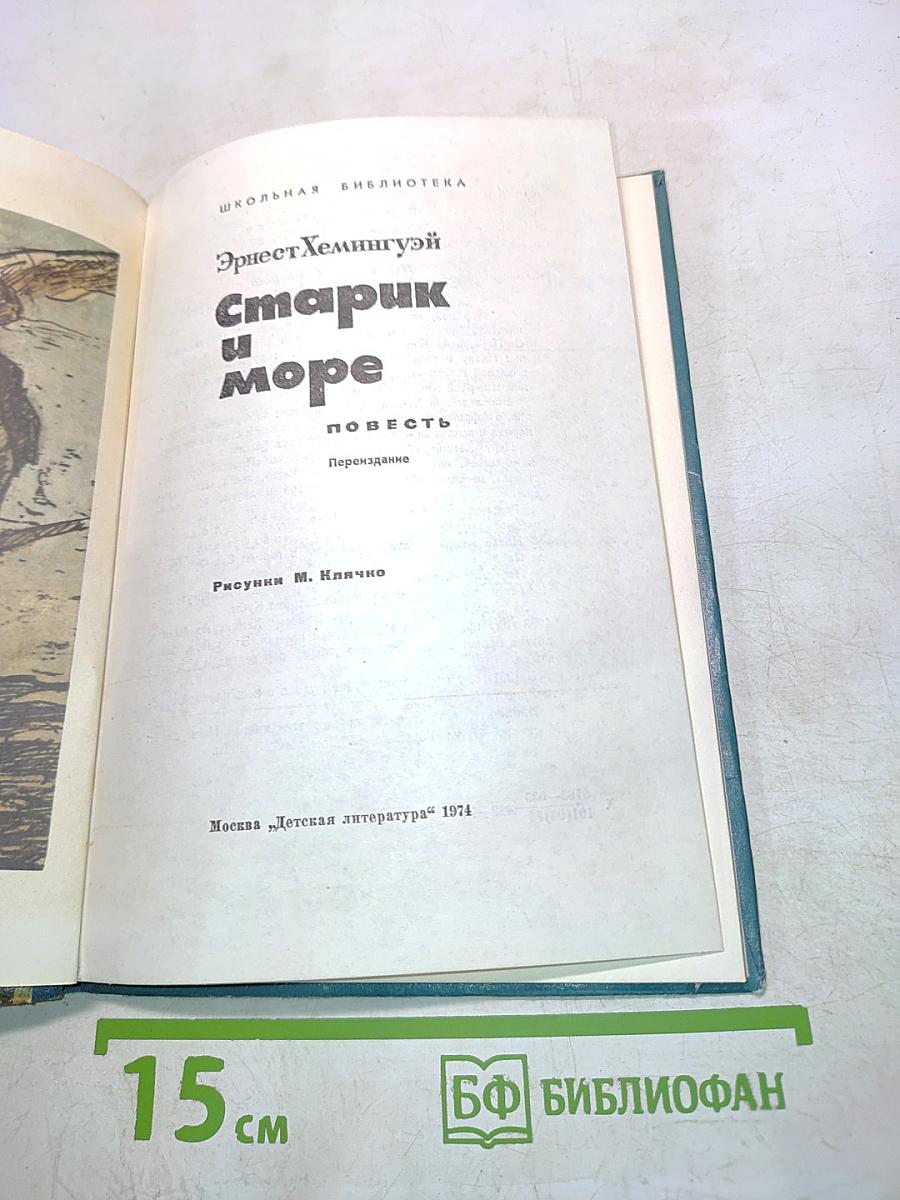 ШКОЛЬНАЯ БИБЛИОТЕКА
Эрнест Хемингуэй
Старик
и
море
ПОВЕСТЬ
Переиздание
Рисунки М. Клячко
Москва „Детская литература“ 1974
15 см
БФ БИБЛИОФАН